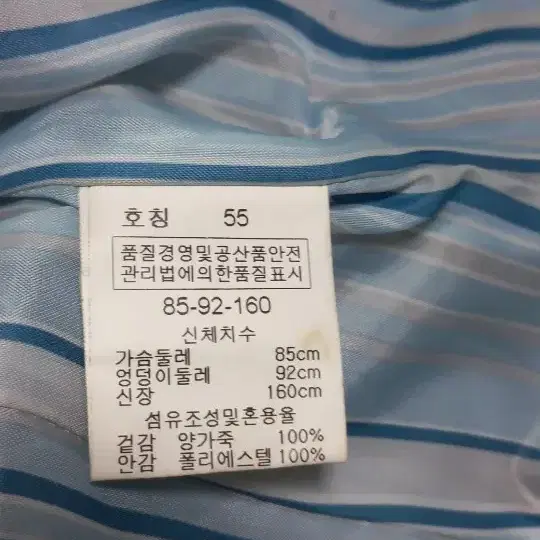 호칭 55
품질경영및공산품안전
관리법에의한품질표시
85-92-160
신체치수
가슴둘레 85cm
엉덩이둘레 92cm
신장 160cm
섬유조성및혼용율
겉감 양가죽 100%
안감 폴리에스텔 100%